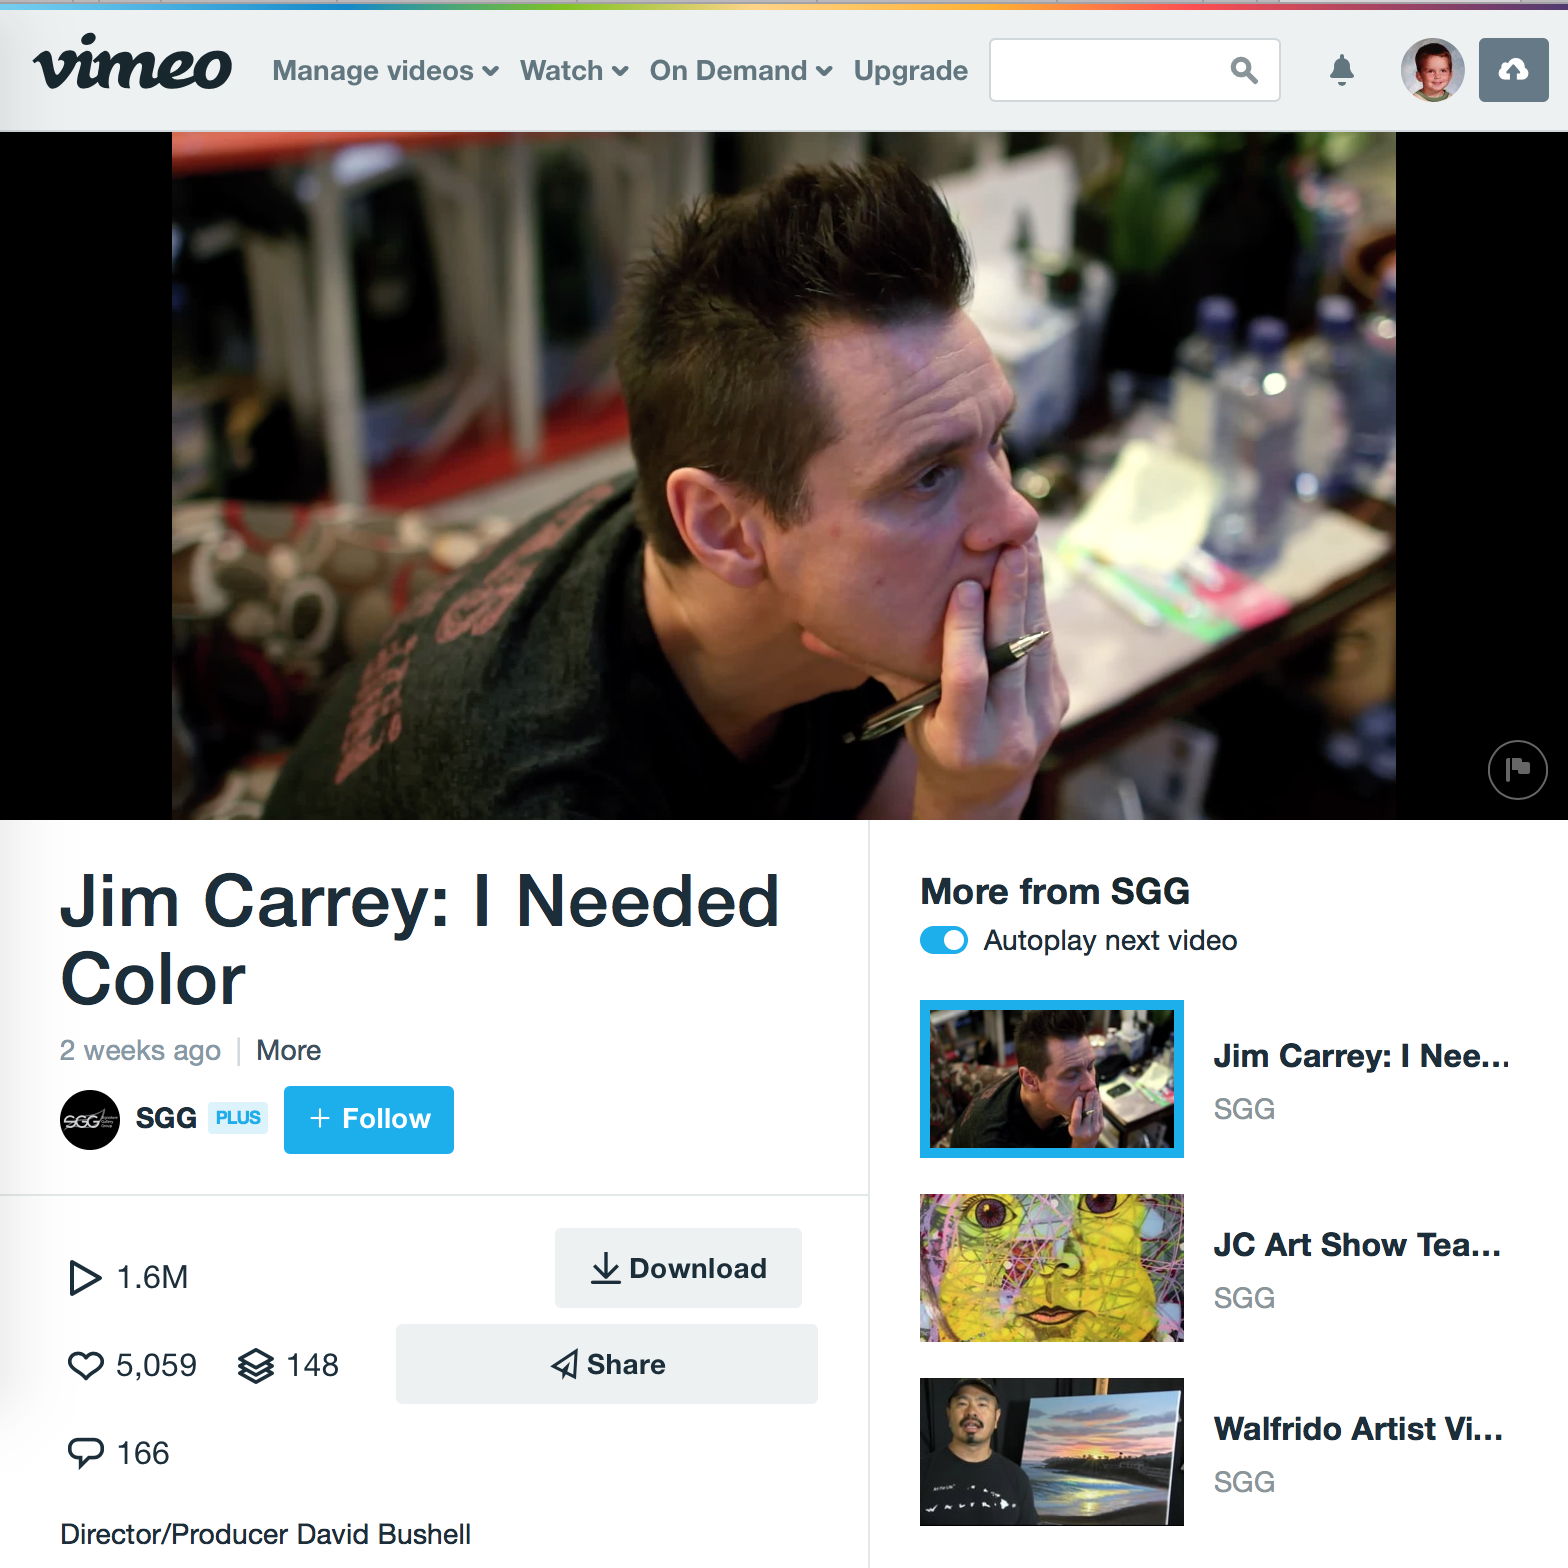 vimeo
Manage videos Watch On Demand Upgrade
Jim Carrey: I Needed
Color
2 weeks ago | More
SGG PLUS + Follow
1.6M
Download
5,059 148
Share
166
Director/Producer David Bushell
More from SGG
Autoplay next video
Jim Carrey: I Nee...
SGG
JC Art Show Tea...
SGG
Walfrido Artist Vi...
SGG